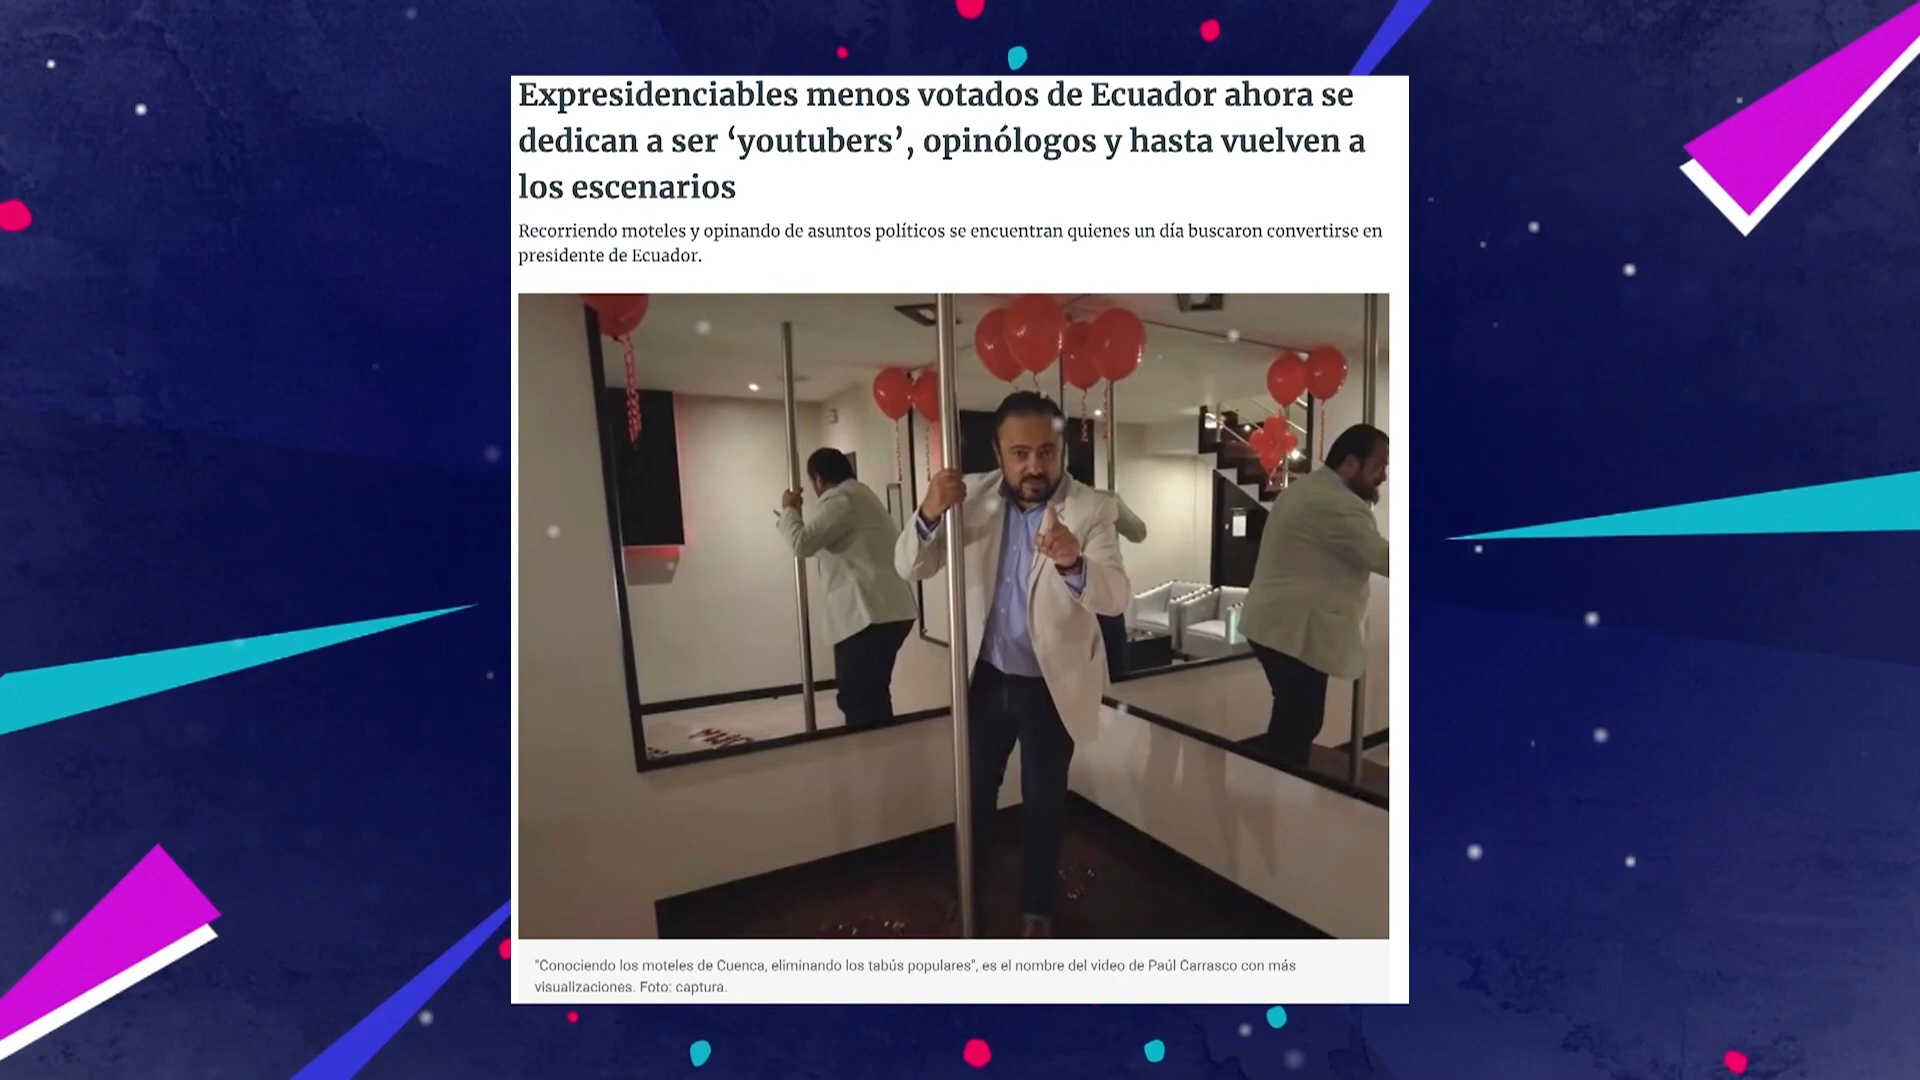 Expresidenciables menos votados de Ecuador ahora se
dedican a ser ‘youtubers’, opinólogos y hasta vuelven a
los escenarios
Recorriendo moteles y opinando de asuntos políticos se encuentran quienes un día buscaron convertirse en
presidente de Ecuador.
"Conociendo los moteles de Cuenca, eliminando los tabús populares", es el nombre del video de Paúl Carrasco con más
visualizaciones. Foto: captura.